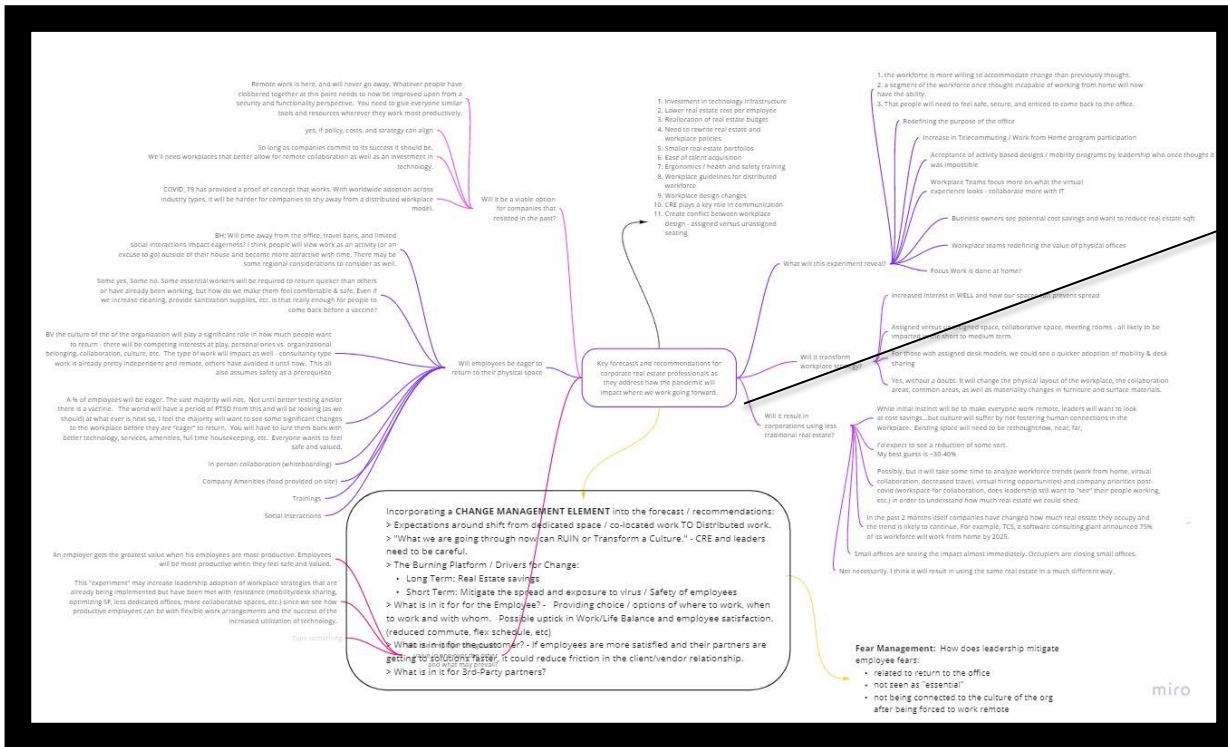 Remote work is here, and will never go away. Whatever people have
clobbered together at this point needs to now be improved upon from a
security and functionality perspective. You need to give everyone similar
tools and resources wherever they work most productively.
yes, if policy, costs, and strategy can align
So long as companies commit to its success it should be.
We'll need workplaces that better allow for remote collaboration as well as an investment in
technology.
COVID_19 has provided a proof of concept that works. With worldwide adoption across
industry types, it will be harder for companies to shy away from a distributed workplace
model.
Will it be a viable option
for companies that
resisted in the past?
BH: Will time away from the office, travel bans, and limited
social interactions impact eagerness? I think people will view work as an activity (or an
excuse to go) outside of their house and become more attractive with time. There may be
some regional considerations to consider as well.
Some yes, Some no. Some essential workers will be required to return quicker than others
or have already been working, but how do we make them feel comfortable & safe. Even if
we increase cleaning, provide sanitation supplies, etc. is that really enough for people to
come back before a vaccine?
BV the culture of the of the organization will play a significant role in how much people want
to return - there will be competing interests at play, personal ones vs. organizational
belonging, collaboration, culture, etc. The type of work will impact as well - consultancy type
work is already pretty independent and remote, others have avoided it until now. This all
also assumes safety as a prerequisite
A % of employees will be eager. The vast majority will not. Not until better testing and/or
there is a vaccine. The world will have a period of PTSD from this and will be looking (as we
should) at what ever is next so, I feel the majority will want to see some significant changes
to the workplace before they are "eager" to return. You will have to lure them back with
better technology, services, amenities, full time housekeeping, etc. Everyone wants to feel
safe and valued.
In person collaboration (whiteboarding)
Company Amenities (food provided on site)
Trainings
Social Interactions
Will employees be eager to
return to their physical space
An employer gets the greatest value when his employees are most productive. Employees
will be most productive when they feel safe and valued.
This "experiment" may increase leadership adoption of workplace strategies that are
already being implemented but have been met with resistance (mobility/desk sharing,
optimizing SF, less dedicated offices, more collaborative spaces, etc.) since we see how
productive employees can be with flexible work arrangements and the success of the
increased utilization of technology.
Type something
1. Investment in technology infrastructure
2. Lower real estate cost per employee
3. Reallocation of real estate budget
4. Need to rewrite real estate and
workplace policies
5. Smaller real estate portfolios
6. Ease of talent acquisition
7. Ergonomics / health and safety training
8. Workplace guidelines for distributed
workforce
9. Workplace design changes
10. CRE plays a key role in communication
11. Create conflict between workplace
design - assigned versus unassigned
seating
Key forecasts and recommendations for
corporate real estate professionals as
they address how the pandemic will
impact where we work going forward.
What will this experiment reveal?
1. the workforce is more willing to accommodate change than previously thought.
2. a segment of the workforce once thought incapable of working from home will now
have the ability.
3. That people will need to feel safe, secure, and enticed to come back to the office.
Redefining the purpose of the office
Increase in Telecommuting / Work from Home program participation
Acceptance of activity based designs / mobility programs by leadership who once thought it
was impossible
Workplace Teams focus more on what the virtual
experience looks - collaborate more with IT
Business owners see potential cost savings and want to reduce real estate sqft
Workplace teams redefining the value of physical offices
Focus Work is done at home?
Will it transform
workplace strategy?
Increased interest in WELL and how our spaces can prevent spread
Assigned versus unassigned space, collaborative space, meeting rooms - all likely to be
impacted in the short to medium term.
For those with assigned desk models, we could see a quicker adoption of mobility & desk
sharing
Yes, without a doubt. It will change the physical layout of the workplace, the collaboration
areas, common areas, as well as materiality changes in furniture and surface materials.
Will it result in
corporations using less
traditional real estate?
While initial instinct will be to make everyone work remote, leaders will want to look
at cost savings...but culture will suffer by not fostering human connections in the
workplace. Existing space will need to be rethoughtnow, near, far,
I'd expect to see a reduction of some sort.
My best guess is ~30-40%
Possibly, but it will take some time to analyze workforce trends (work from home, virtual
collaboration, decreased travel, virtual hiring opportunities) and company priorities post-
covid (workspace for collaboration, does leadership still want to "see" their people working,
etc.) in order to understand how much real estate we could shed.
In the past 2 months itself companies have changed how much real estate they occupy and
the trend is likely to continue. For example, TCS, a software consulting giant announced 75%
of its workforce will work from home by 2025.
Small offices are seeing the impact almost immediately. Occupiers are closing small offices.
Not necessarily. I think it will result in using the same real estate in a much different way.
Incorporating a CHANGE MANAGEMENT ELEMENT into the forecast / recommendations:
> Expectations around shift from dedicated space / co-located work TO Distributed work.
> "What we are going through now can RUIN or Transform a Culture." - CRE and leaders
need to be careful.
> The Burning Platform / Drivers for Change:
• Long Term: Real Estate savings
• Short Term: Mitigate the spread and exposure to virus / Safety of employees
> What is in it for for the Employee? - Providing choice / options of where to work, when
to work and with whom. Possible uptick in Work/Life Balance and employee satisfaction.
(reduced commute, flex schedule, etc)
> What is in it for the customer? - If employees are more satisfied and their partners are
getting to solutions faster, it could reduce friction in the client/vendor relationship.
and what may prevail?
> What is in it for 3rd-Party partners?
Fear Management: How does leadership mitigate
employee fears:
• related to return to the office
• not seen as "essential"
• not being connected to the culture of the org
after being forced to work remote
miro